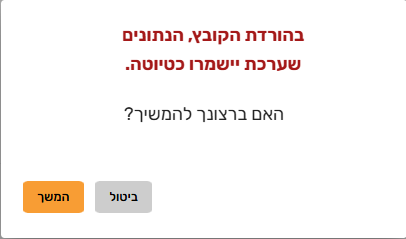 בהורדת הקובץ, הנתונים
שערכת יישמרו כטיוטה.
האם ברצונך להמשיך?
ביטול
המשך